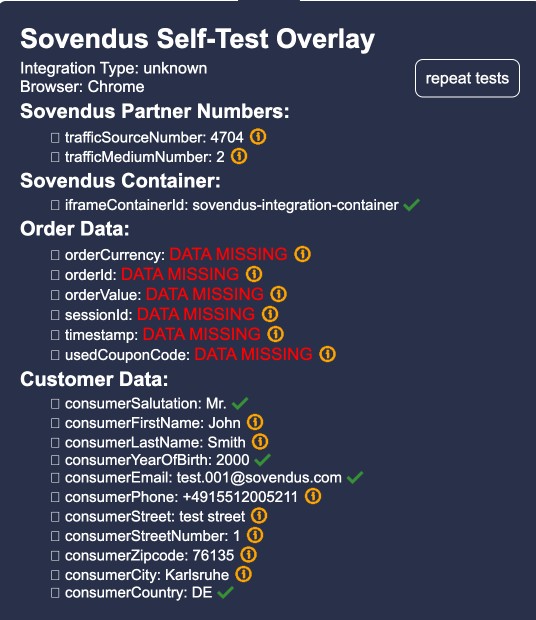 Sovendus Self-Test Overlay
Integration Type: unknown
Browser: Chrome
repeat tests
Sovendus Partner Numbers:
trafficSourceNumber: 4704
trafficMediumNumber: 2
Sovendus Container:
iframeContainerId: sovendus-integration-container
Order Data:
orderCurrency: DATA MISSING
orderId: DATA MISSING
orderValue: DATA MISSING
sessionId: DATA MISSING
timestamp: DATA MISSING
usedCouponCode: DATA MISSING
Customer Data:
consumerSalutation: Mr.
consumerFirstName: John
consumerLastName: Smith
consumerYearOfBirth: 2000
consumerEmail: test.001@sovendus.com
consumerPhone: +4915512005211
consumerStreet: test street
consumerStreetNumber: 1
consumerZipcode: 76135
consumerCity: Karlsruhe
consumerCountry: DE